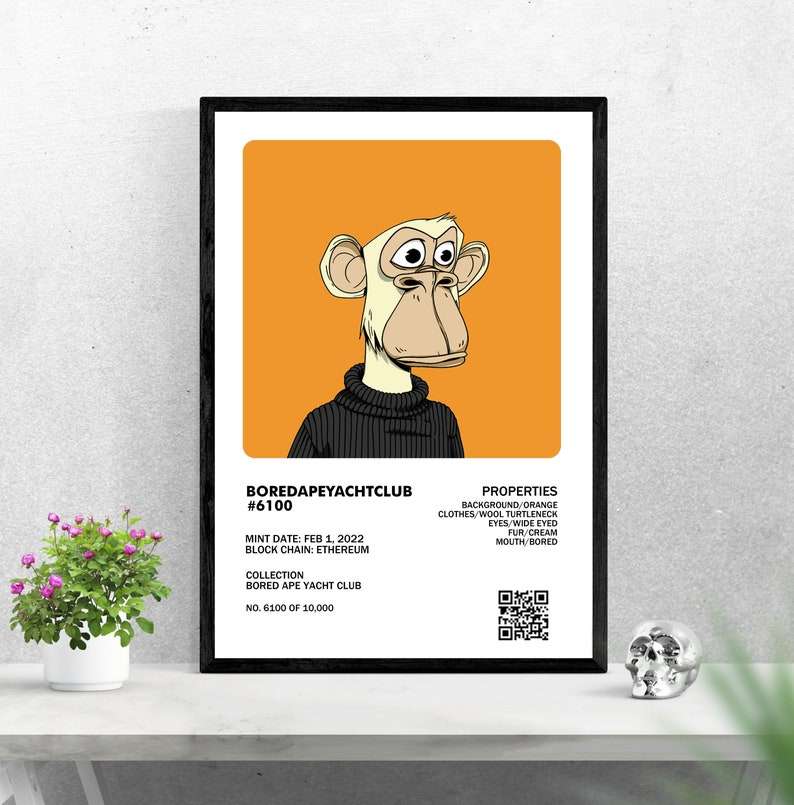 BOREDAPEYACHTCLUB
#6100
MINT DATE: FEB 1, 2022
BLOCK CHAIN: ETHEREUM
COLLECTION
BORED APE YACHT CLUB
NO. 6100 OF 10,000
PROPERTIES
BACKGROUND/ORANGE
CLOTHES/WOOL TURTLENECK
EYES/WIDE EYED
FUR/CREAM
MOUTH/BORED